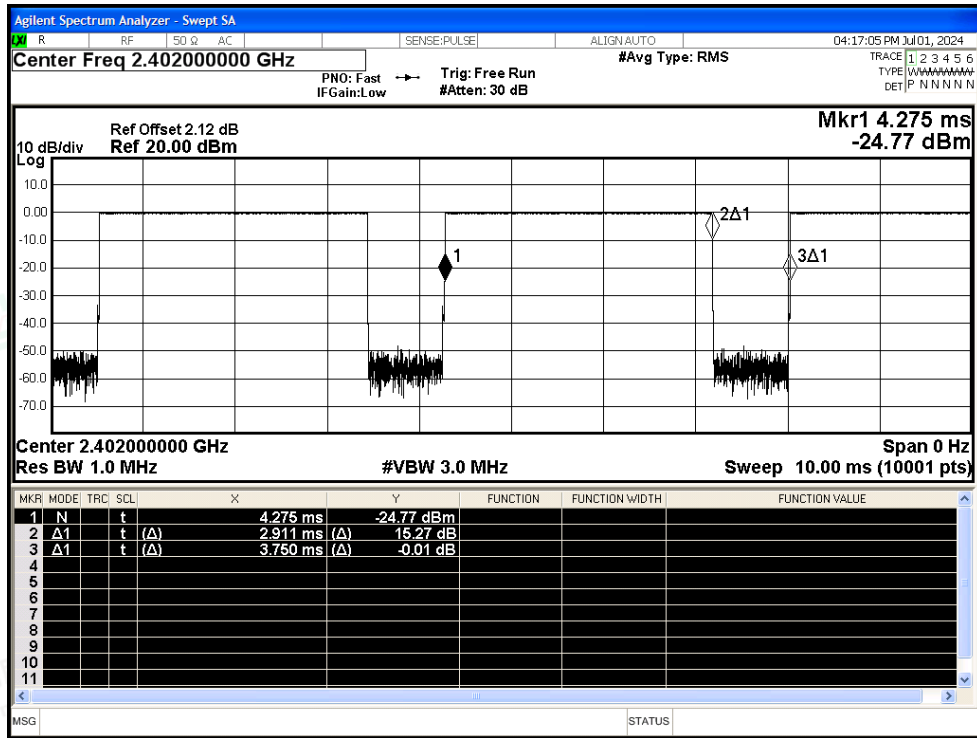 Agilent Spectrum Analyzer - Swept SA
LXI R RF 50 Ω AC SENSE:PULSE ALIGN AUTO 04:17:05 PM Jul 01, 2024
Center Freq 2.402000000 GHz #Avg Type: RMS TRACE 1 2 3 4 5 6
PNO: Fast Trig: Free Run TYPE WWWWWW
IFGain:Low #Atten: 30 dB DET P N N N N N
Mkr1 4.275 ms
-24.77 dBm
Ref Offset 2.12 dB
10 dB/div Ref 20.00 dBm
Log
10.0
0.00
2Δ1
-10.0
1
3Δ1
-20.0
-30.0
-40.0
-50.0
-60.0
-70.0
Center 2.402000000 GHz Span 0 Hz
Res BW 1.0 MHz #VBW 3.0 MHz Sweep 10.00 ms (10001 pts)
MKR MODE TRC SCL X Y FUNCTION FUNCTION WIDTH FUNCTION VALUE
1 N t 4.275 ms -24.77 dBm
2 Δ1 t (Δ) 2.911 ms (Δ) 15.27 dB
3 Δ1 t (Δ) 3.750 ms (Δ) -0.01 dB
4
5
6
7
8
9
10
11
MSG STATUS